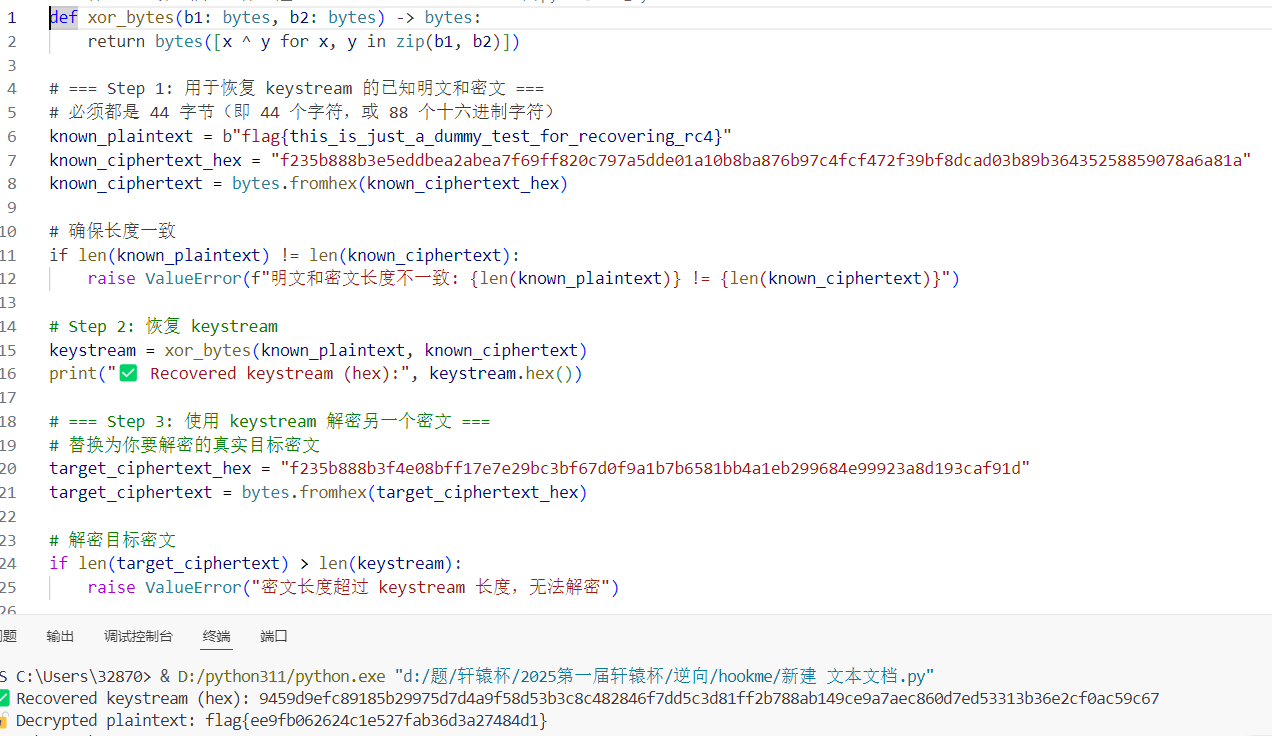 1 def xor_bytes(b1: bytes, b2: bytes) -> bytes:
2 return bytes([x ^ y for x, y in zip(b1, b2)])
3
4 # === Step 1: 用于恢复 keystream 的已知明文和密文 ===
5 # 必须都是 44 字节（即 44 个字符，或 88 个十六进制字符）
6 known_plaintext = b"flag{this_is_just_a_dummy_test_for_recovering_rc4}"
7 known_ciphertext_hex = "f235b888b3e5eddbea2abea7f69ff820c797a5dde01a10b8ba876b97c4fcf472f39bf8dcad03b89b36435258859078a6a81a"
8 known_ciphertext = bytes.fromhex(known_ciphertext_hex)
9
10 # 确保长度一致
11 if len(known_plaintext) != len(known_ciphertext):
12 raise ValueError(f"明文和密文长度不一致: {len(known_plaintext)} != {len(known_ciphertext)}")
13
14 # Step 2: 恢复 keystream
15 keystream = xor_bytes(known_plaintext, known_ciphertext)
16 print("✅ Recovered keystream (hex):", keystream.hex())
17
18 # === Step 3: 使用 keystream 解密另一个密文 ===
19 # 替换为你要解密的真实目标密文
20 target_ciphertext_hex = "f235b888b3f4e08bff17e7e29bc3bf67d0f9a1b7b6581bb4a1eb299684e99923a8d193caf91d"
21 target_ciphertext = bytes.fromhex(target_ciphertext_hex)
22
23 # 解密目标密文
24 if len(target_ciphertext) > len(keystream):
25 raise ValueError("密文长度超过 keystream 长度，无法解密")
26
问题 输出 调试控制台 终端 端口
S C:\Users\32870> & D:/python311/python.exe "d:/题/轩辕杯/2025第一届轩辕杯/逆向/hookme/新建 文本文档.py"
✅ Recovered keystream (hex): 9459d9efc89185b29975d7d4a9f58d53b3c8c482846f7dd5c3d81ff2b788ab149ce9a7aec860d7ed53313b36e2cf0ac59c67
🔓 Decrypted plaintext: flag{ee9fb062624c1e527fab36d3a27484d1}